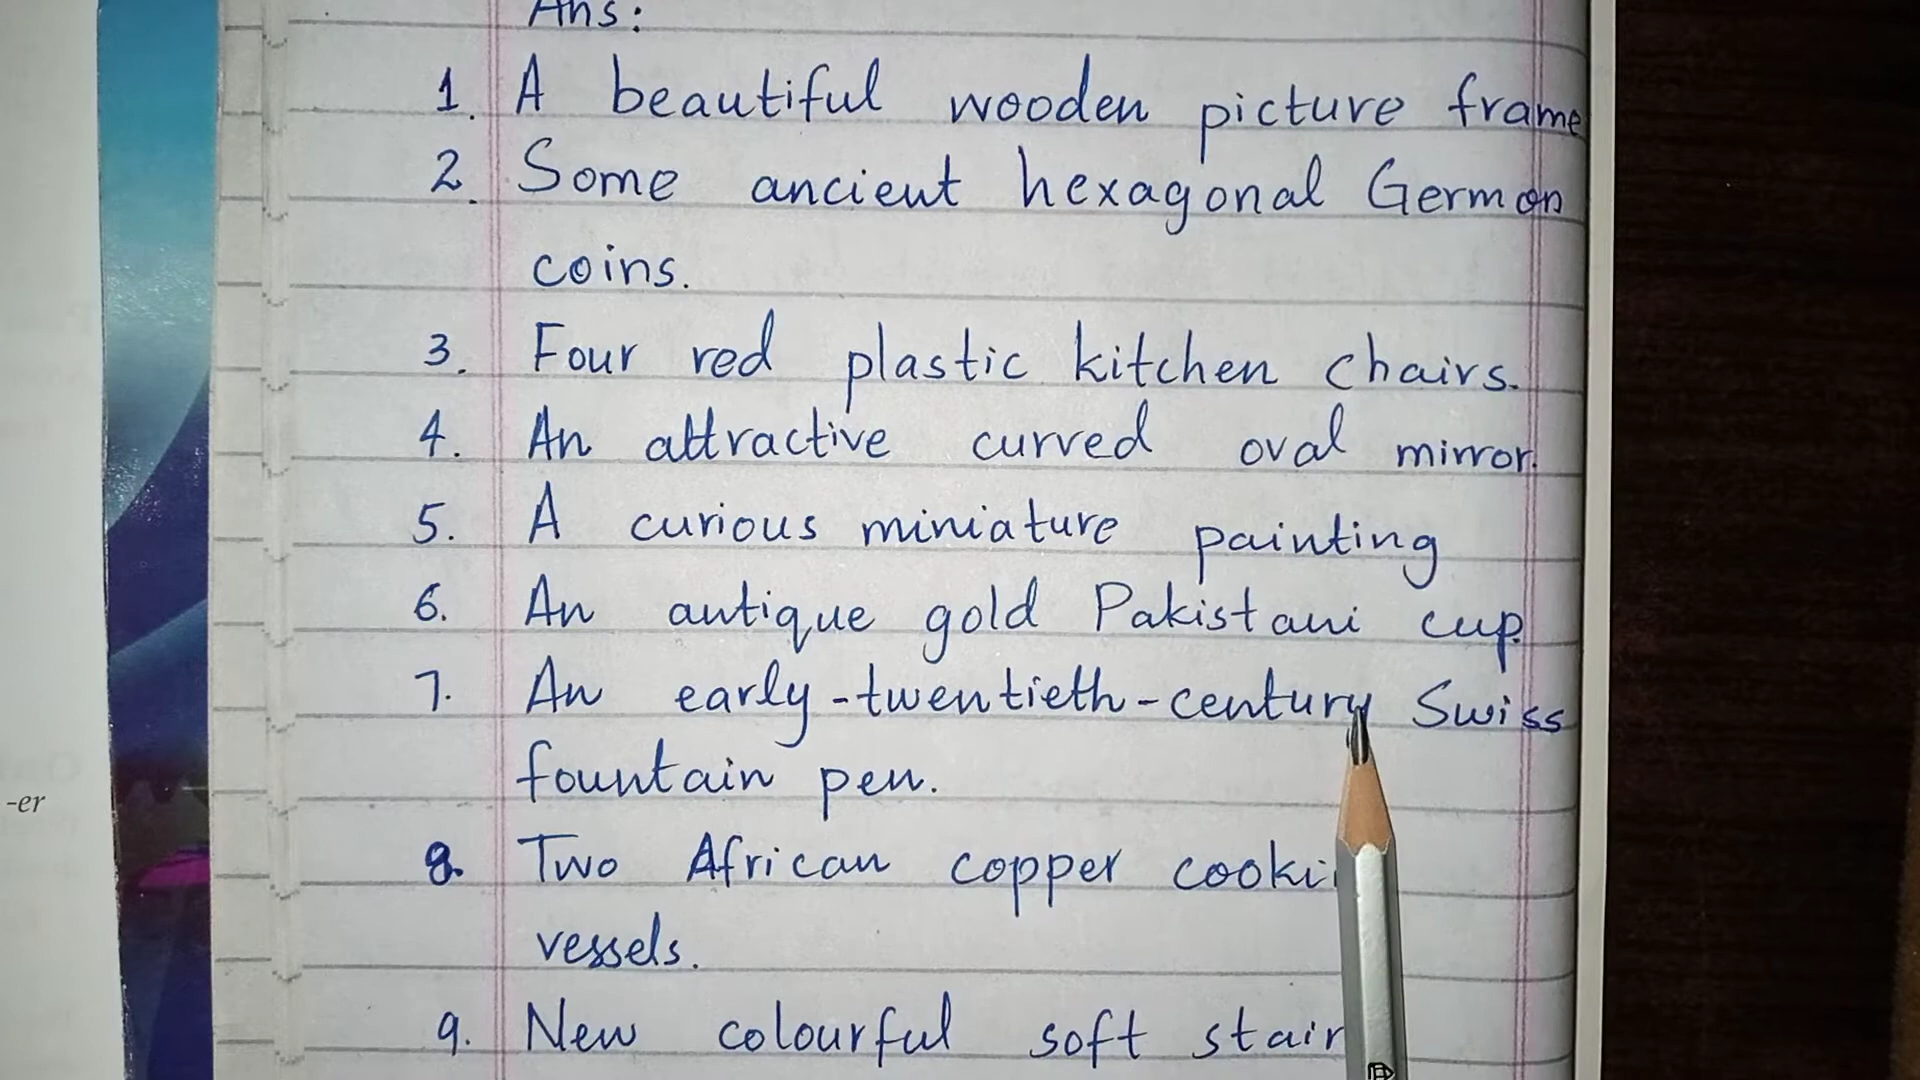 Ans:
1. A beautiful wooden picture frame
2. Some ancient hexagonal German
coins.
3. Four red plastic kitchen chairs.
4. An attractive curved oval mirror.
5. A curious miniature painting
6. An antique gold Pakistani cup.
7. An early-twentieth-century Swiss
fountain pen.
-er
8. Two African copper
vessels.
9. New colourful soft